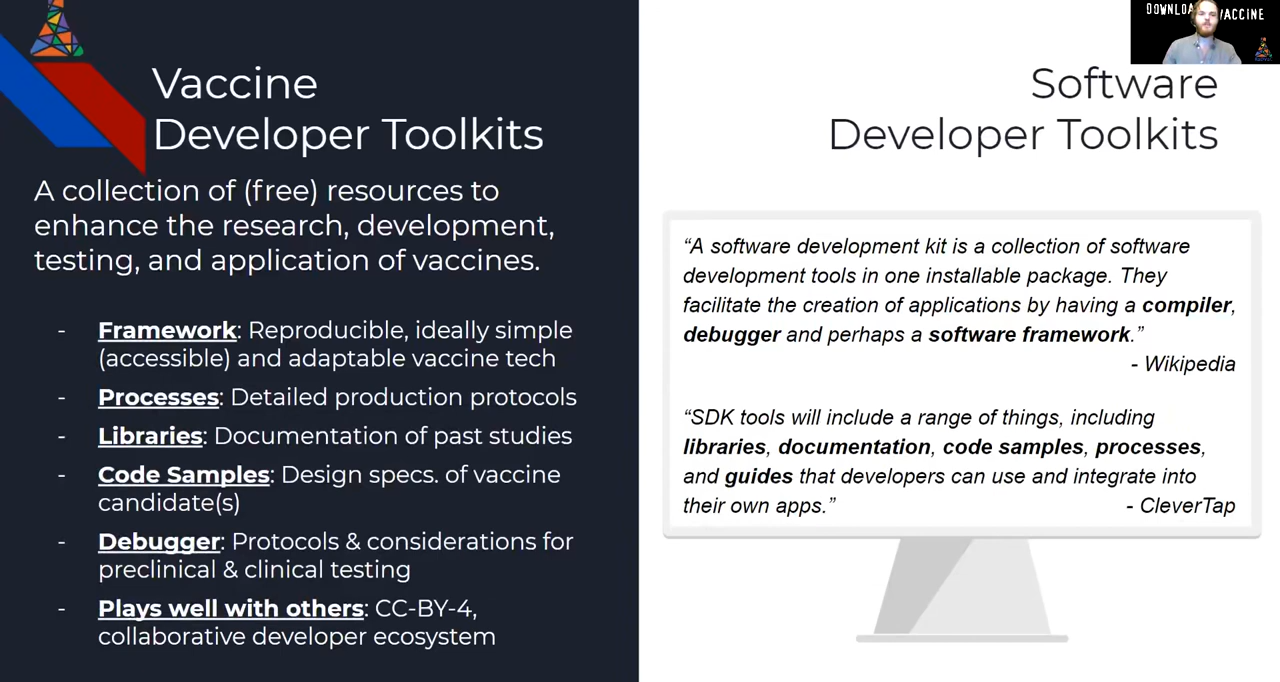 Vaccine
Developer Toolkits
A collection of (free) resources to
enhance the research, development,
testing, and application of vaccines.
- Framework: Reproducible, ideally simple
(accessible) and adaptable vaccine tech
- Processes: Detailed production protocols
- Libraries: Documentation of past studies
- Code Samples: Design specs. of vaccine
candidate(s)
- Debugger: Protocols & considerations for
preclinical & clinical testing
- Plays well with others: CC-BY-4,
collaborative developer ecosystem
VACCINE
Software
Developer Toolkits
“A software development kit is a collection of software
development tools in one installable package. They
facilitate the creation of applications by having a compiler,
debugger and perhaps a software framework.”
- Wikipedia
“SDK tools will include a range of things, including
libraries, documentation, code samples, processes,
and guides that developers can use and integrate into
their own apps.” - CleverTap